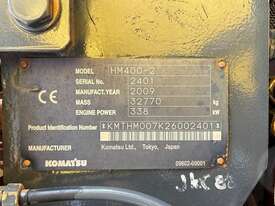 MODEL HM400-2
SERIAL NO. 2401
MANUFACT.YEAR 2009
MASS 32770 kg
ENGINE POWER 338 kW
Product Identification Number *KMTHM007K26002401*
Manufacturer Komatsu Ltd., Tokyo, Japan
KOMATSU 09602-60001
CE